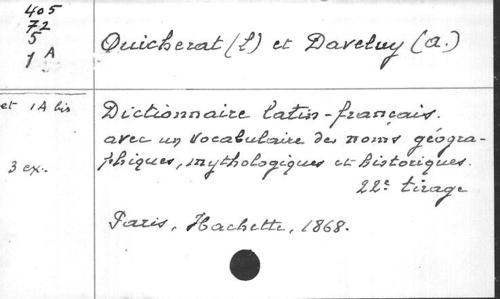 405
72
5
1 A
Quicherat (L) et Daveluy (A.)
et 1A bis
3 ex.
Dictionnaire latin-français.
avec un vocabulaire des noms géogra-
phiques, mythologiques et historiques.
22e tirage
Paris, Hachette, 1868.